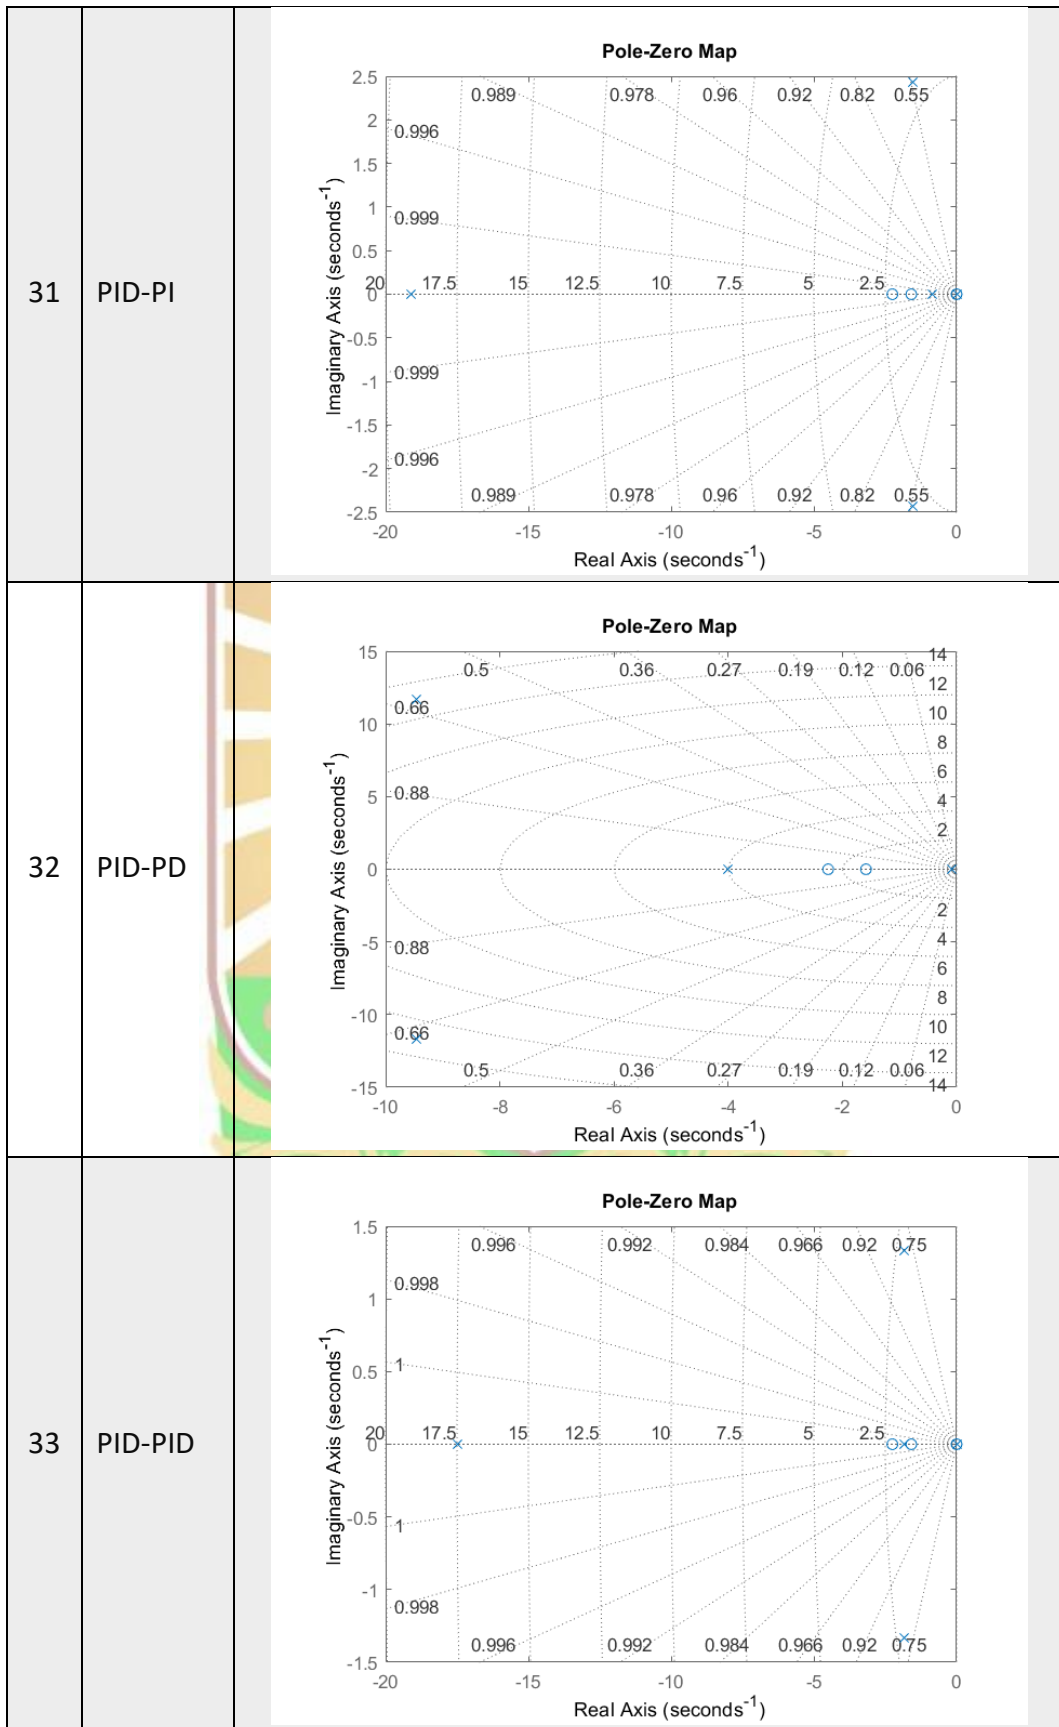 31 PID-PI
Pole-Zero Map
2.5 0.989 0.978 0.96 0.92 0.82 0.55
2 0.996
1.5
1 0.999
0.5
20 17.5 15 12.5 10 7.5 5 2.5
0
-0.5
0.999
-1
-1.5
0.996
-2
0.989 0.978 0.96 0.92 0.82 0.55
-2.5
-20 -15 -10 -5 0
Imaginary Axis (seconds⁻¹)
Real Axis (seconds⁻¹)
32 PID-PD
Pole-Zero Map
15 14
0.5 0.36 0.27 0.19 0.12 0.06
12
0.66
10 10
8
6
5 0.88
4
2
0
2
4
-5 0.88
6
8
-10 10
0.66
12
0.5 0.36 0.27 0.19 0.12 0.06
-15 14
-10 -8 -6 -4 -2 0
Imaginary Axis (seconds⁻¹)
Real Axis (seconds⁻¹)
33 PID-PID
Pole-Zero Map
1.5
0.996 0.992 0.984 0.966 0.92 0.75
0.998
1
1
0.5
20 17.5 15 12.5 10 7.5 5 2.5
0
-0.5
1
-1
0.998
0.996 0.992 0.984 0.966 0.92 0.75
-1.5
-20 -15 -10 -5 0
Imaginary Axis (seconds⁻¹)
Real Axis (seconds⁻¹)